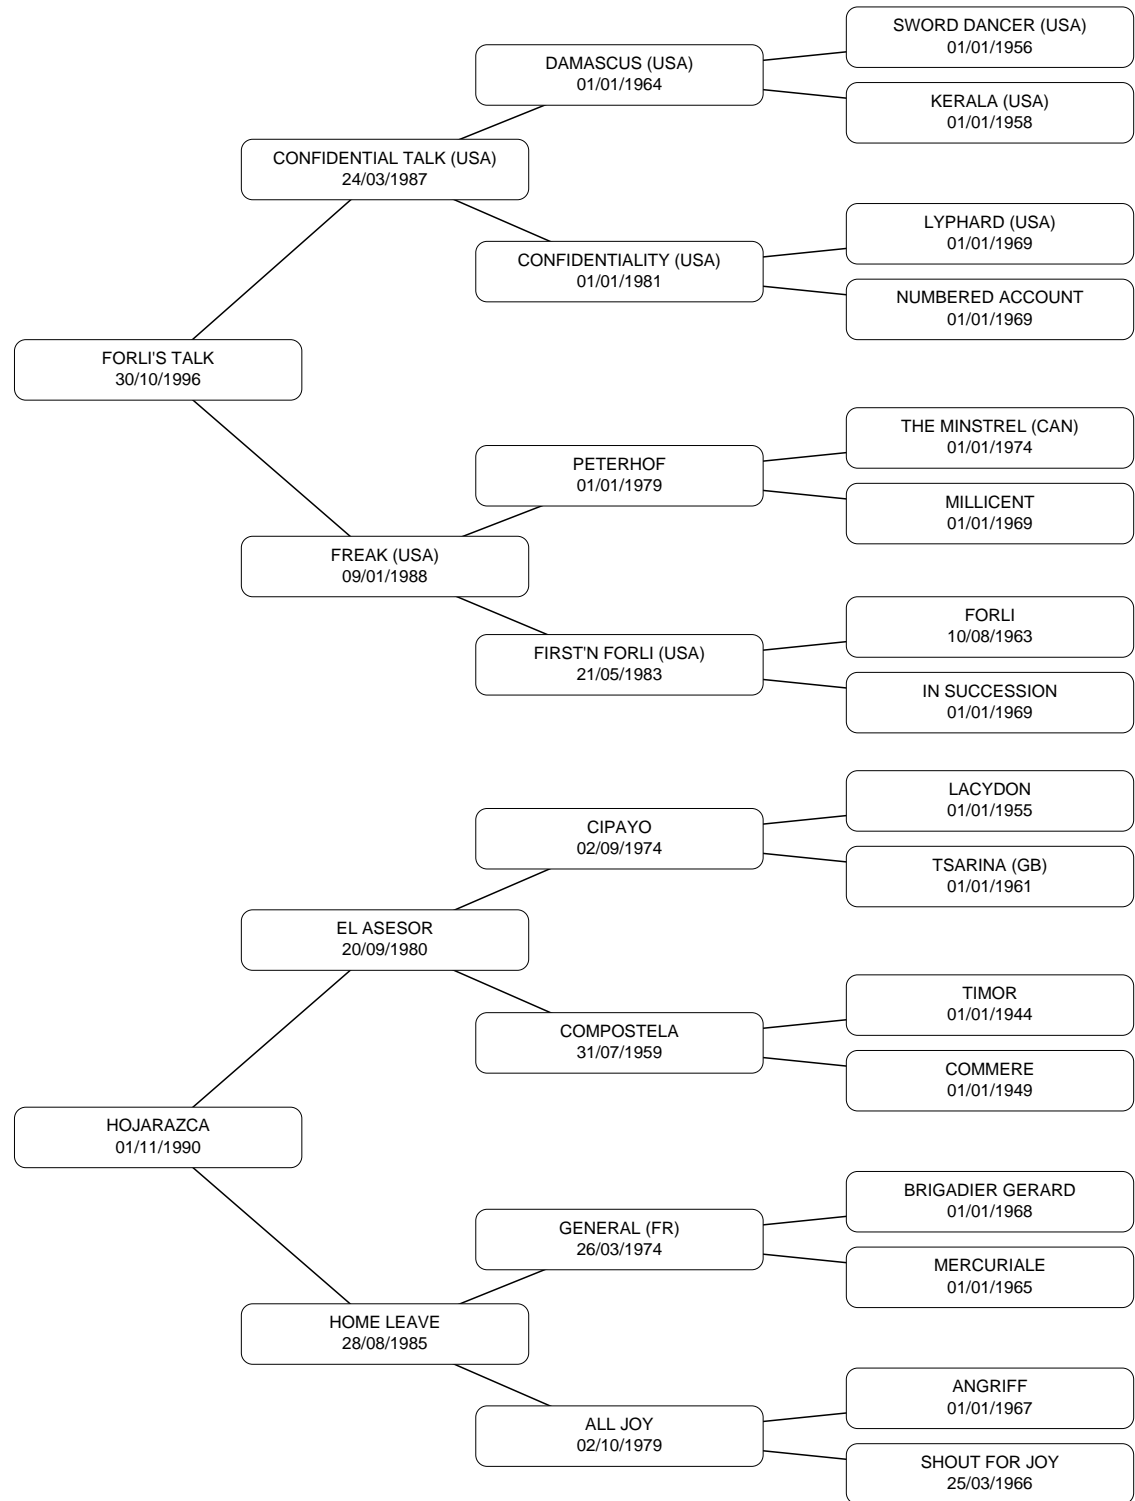 SWORD DANCER (USA)
01/01/1956
DAMASCUS (USA)
01/01/1964
KERALA (USA)
01/01/1958
CONFIDENTIAL TALK (USA)
24/03/1987
LYPHARD (USA)
01/01/1969
CONFIDENTIALITY (USA)
01/01/1981
NUMBERED ACCOUNT
01/01/1969
FORLI'S TALK
30/10/1996
THE MINSTREL (CAN)
01/01/1974
PETERHOF
01/01/1979
MILLICENT
01/01/1969
FREAK (USA)
09/01/1988
FORLI
10/08/1963
FIRST'N FORLI (USA)
21/05/1983
IN SUCCESSION
01/01/1969
LACYDON
01/01/1955
CIPAYO
02/09/1974
TSARINA (GB)
01/01/1961
EL ASESOR
20/09/1980
TIMOR
01/01/1944
COMPOSTELA
31/07/1959
COMMERE
01/01/1949
HOJARAZCA
01/11/1990
BRIGADIER GERARD
01/01/1968
GENERAL (FR)
26/03/1974
MERCURIALE
01/01/1965
HOME LEAVE
28/08/1985
ANGRIFF
01/01/1967
ALL JOY
02/10/1979
SHOUT FOR JOY
25/03/1966